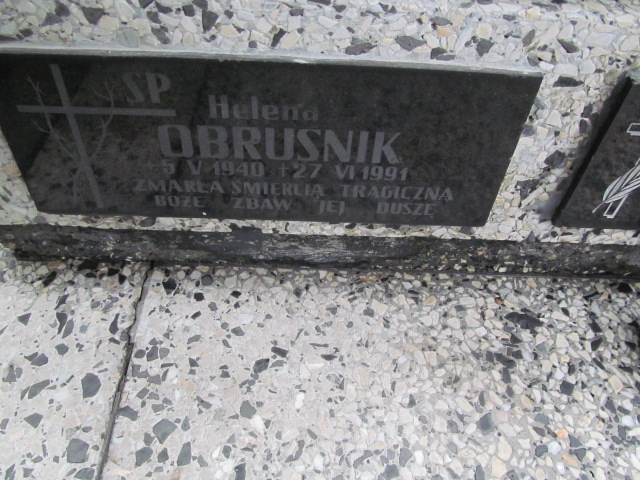 SP
Helena
OBRUSNIK
*5 V 1940 +27 VI 1991
ZMARŁA ŚMIERCIĄ TRAGICZNĄ
BOŻE ZBAW JEJ DUSZĘ